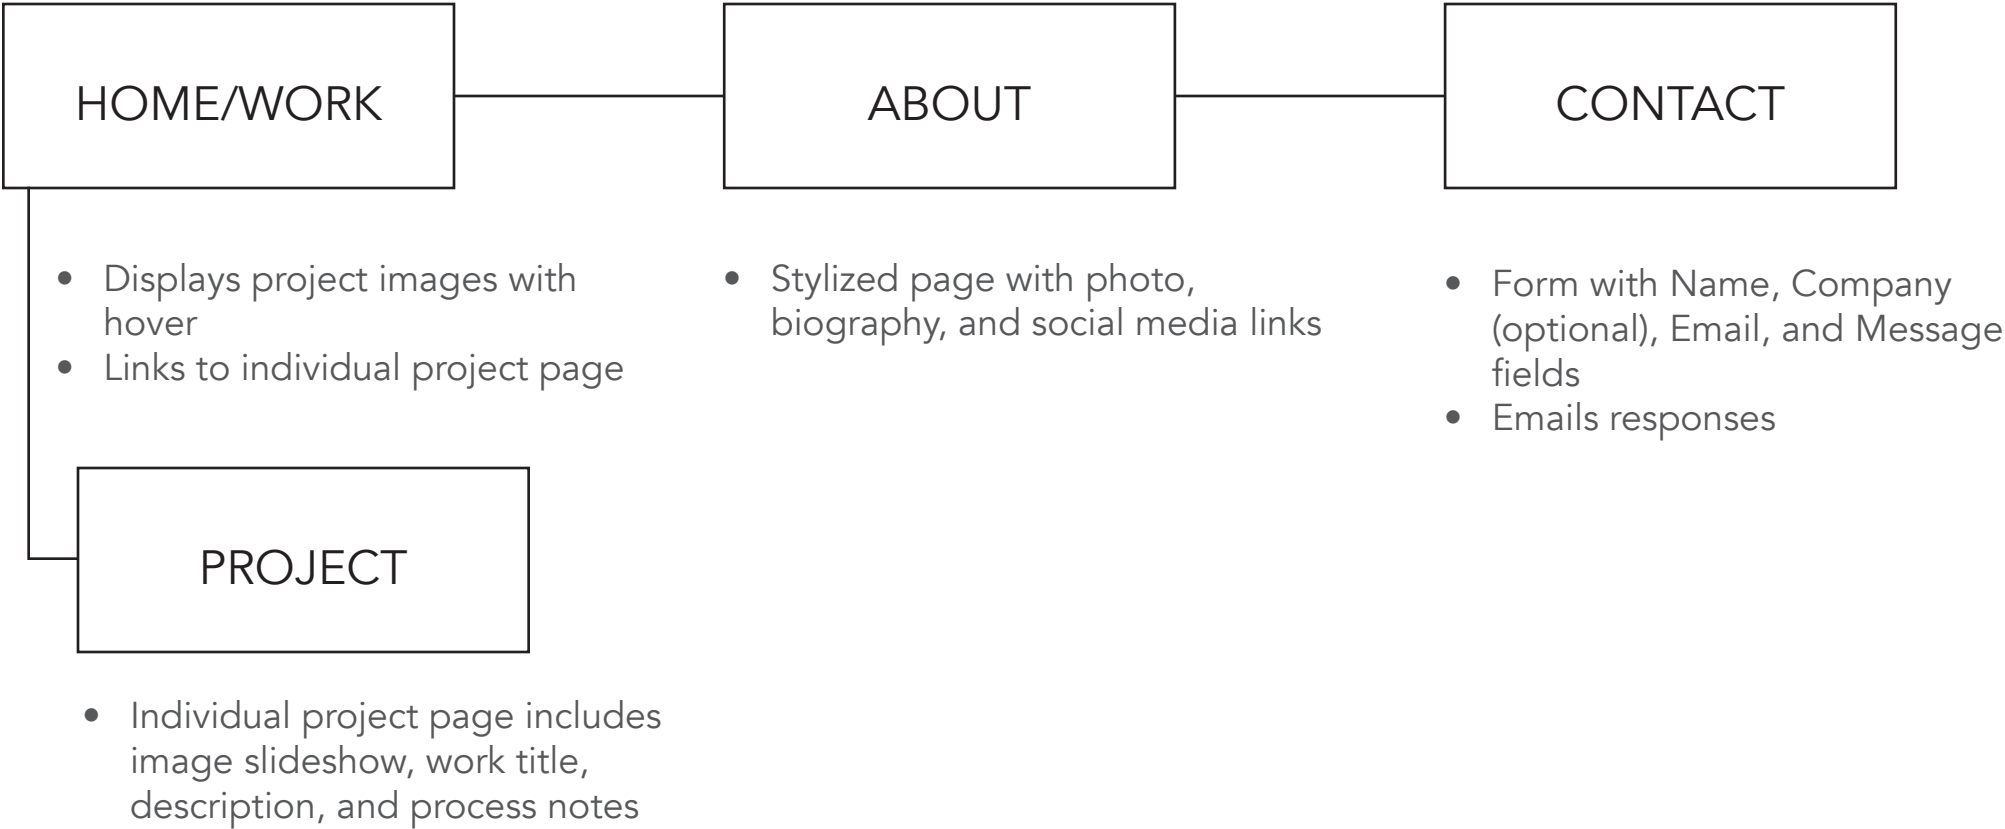 HOME/WORK
ABOUT
CONTACT
• Displays project images with
hover
• Links to individual project page
• Stylized page with photo,
biography, and social media links
• Form with Name, Company
(optional), Email, and Message
fields
• Emails responses
PROJECT
• Individual project page includes
image slideshow, work title,
description, and process notes